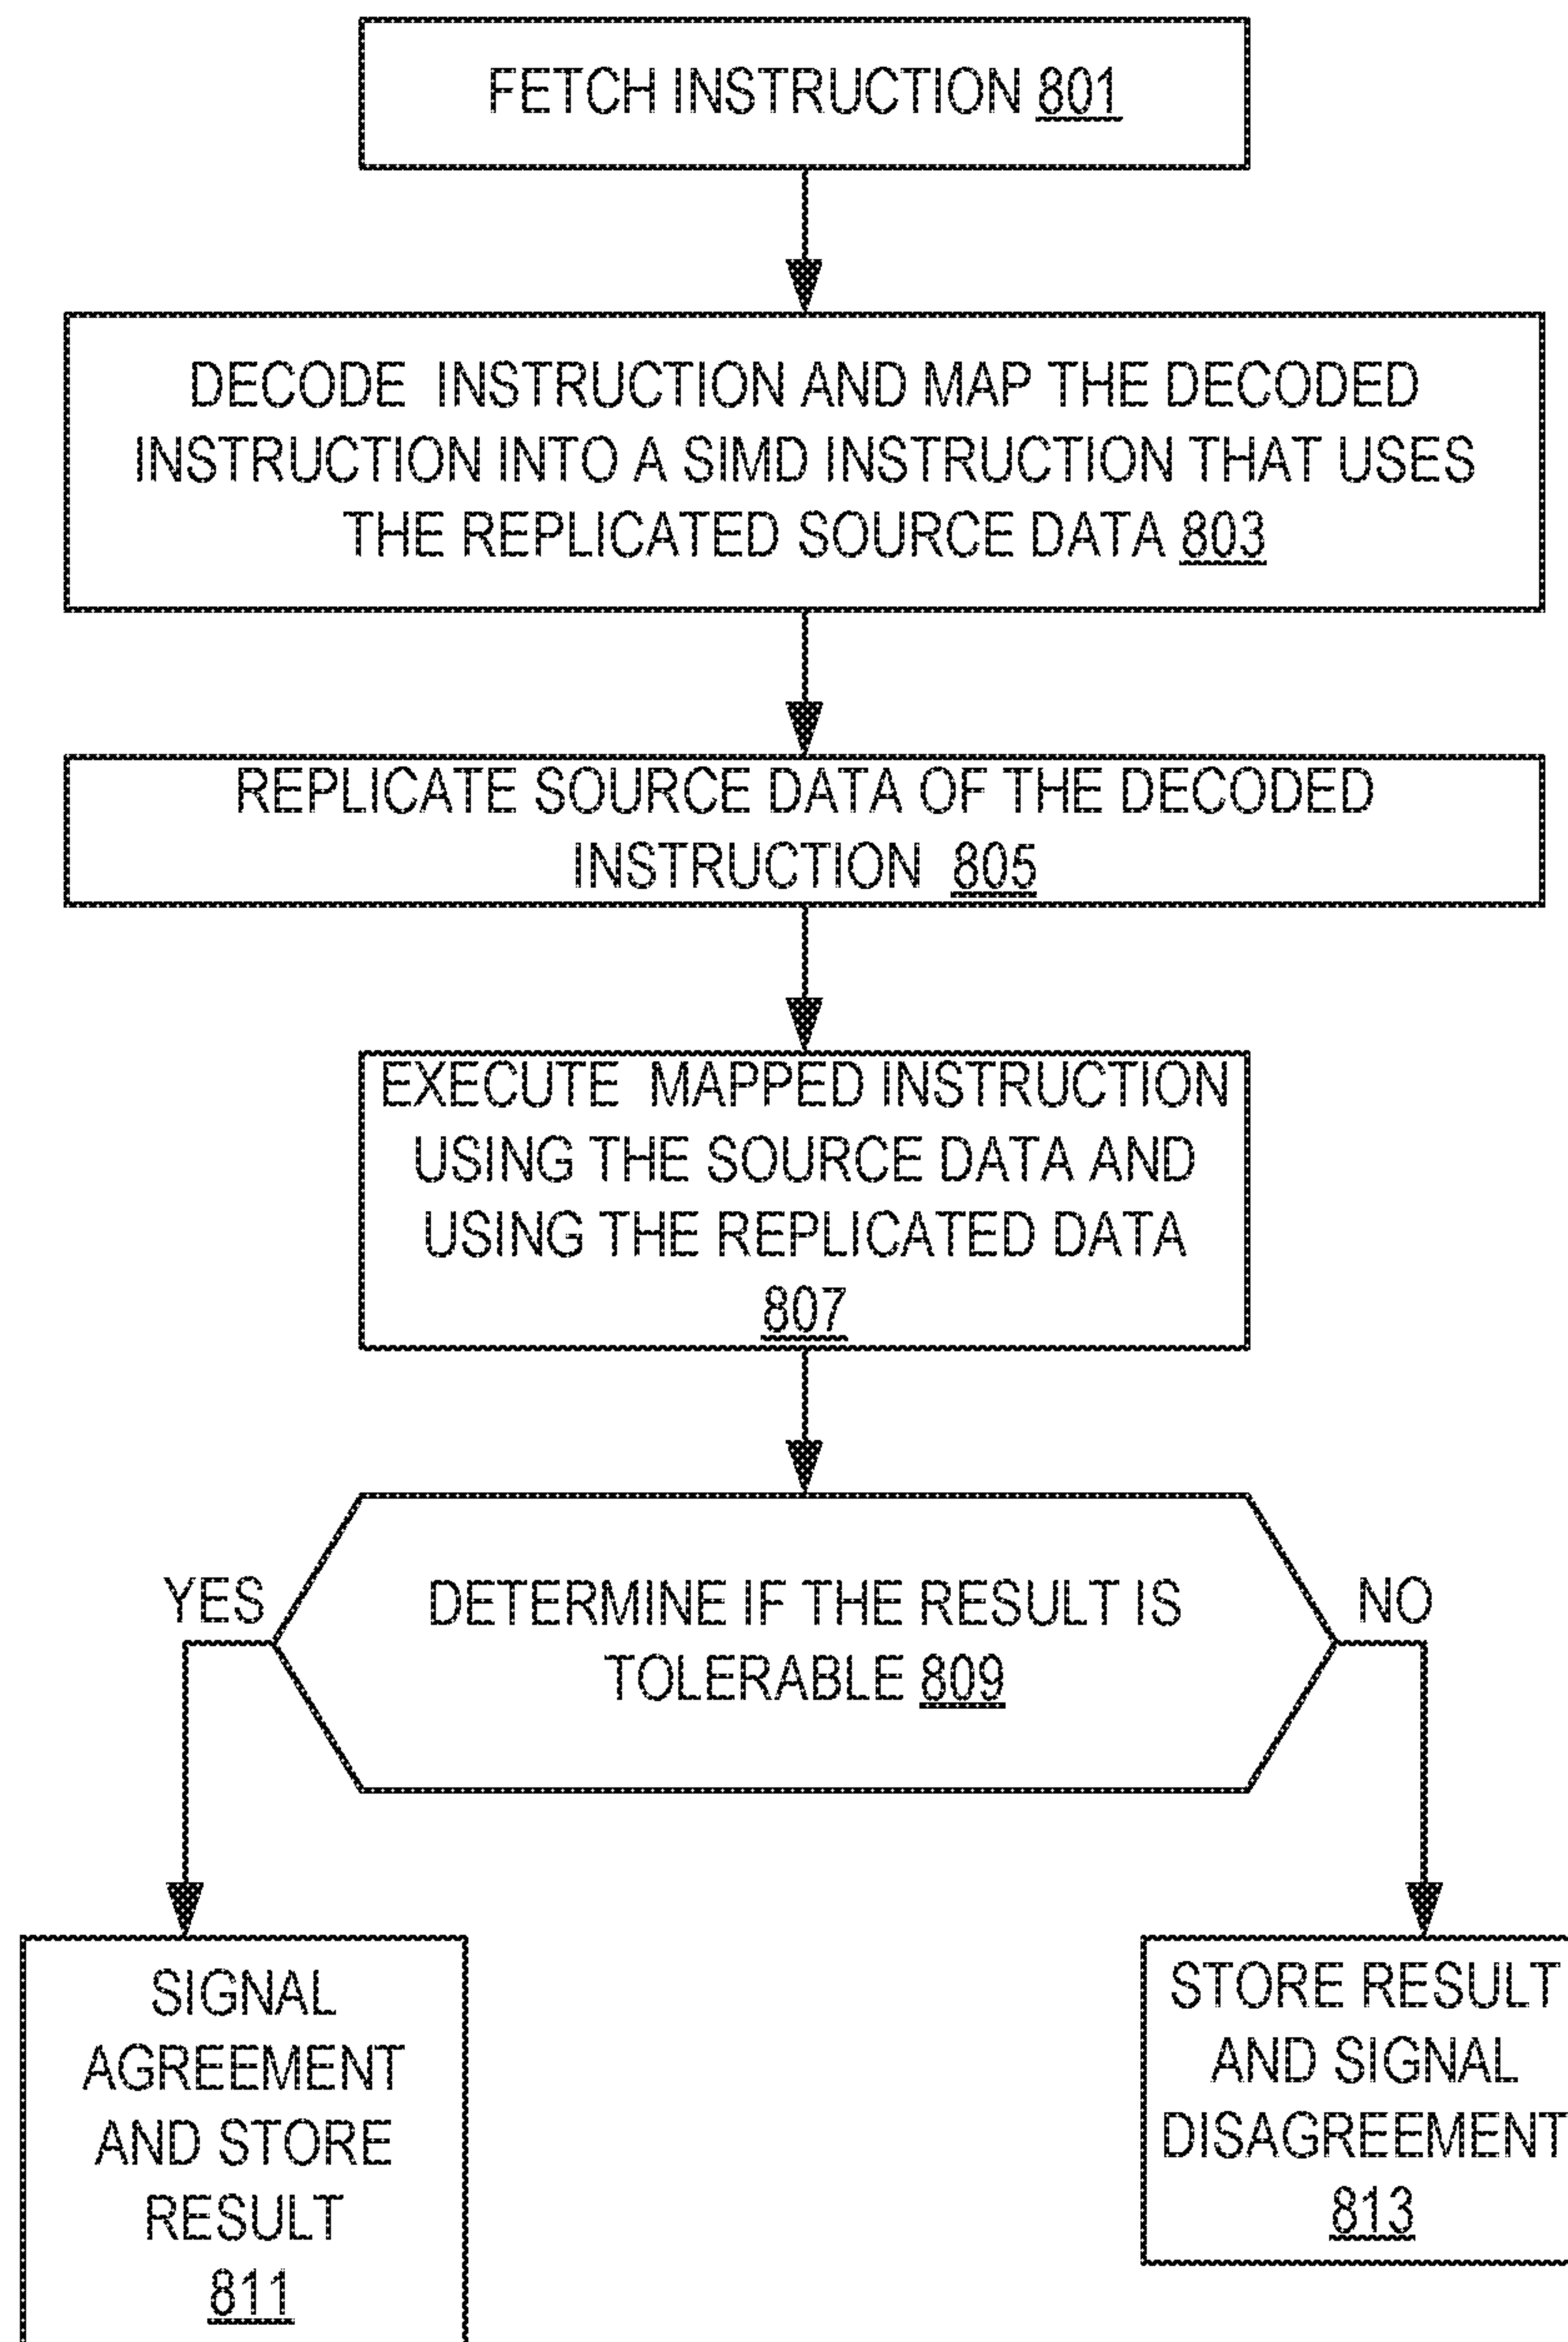 FETCH INSTRUCTION 801
DECODE INSTRUCTION AND MAP THE DECODED
INSTRUCTION INTO A SIMD INSTRUCTION THAT USES
THE REPLICATED SOURCE DATA 803
REPLICATE SOURCE DATA OF THE DECODED
INSTRUCTION 805
EXECUTE MAPPED INSTRUCTION
USING THE SOURCE DATA AND
USING THE REPLICATED DATA
807
DETERMINE IF THE RESULT IS
TOLERABLE 809
YES
NO
SIGNAL
AGREEMENT
AND STORE
RESULT
811
STORE RESULT
AND SIGNAL
DISAGREEMENT
813